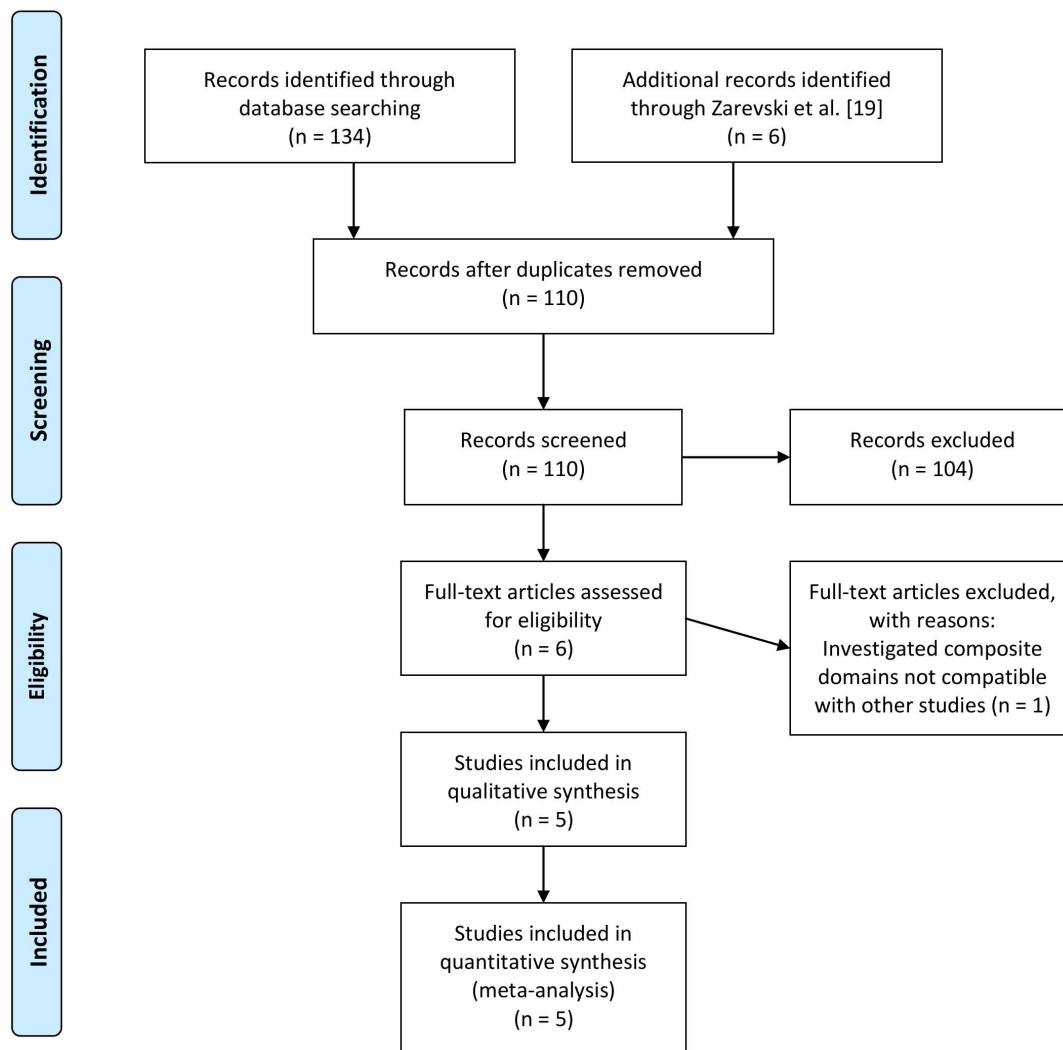 Identification
Records identified through
database searching
(n = 134)
Additional records identified
through Zarevski et al. [19]
(n = 6)
Records after duplicates removed
(n = 110)
Screening
Records screened
(n = 110)
Records excluded
(n = 104)
Eligibility
Full-text articles assessed
for eligibility
(n = 6)
Full-text articles excluded,
with reasons:
Investigated composite
domains not compatible
with other studies (n = 1)
Studies included in
qualitative synthesis
(n = 5)
Included
Studies included in
quantitative synthesis
(meta-analysis)
(n = 5)